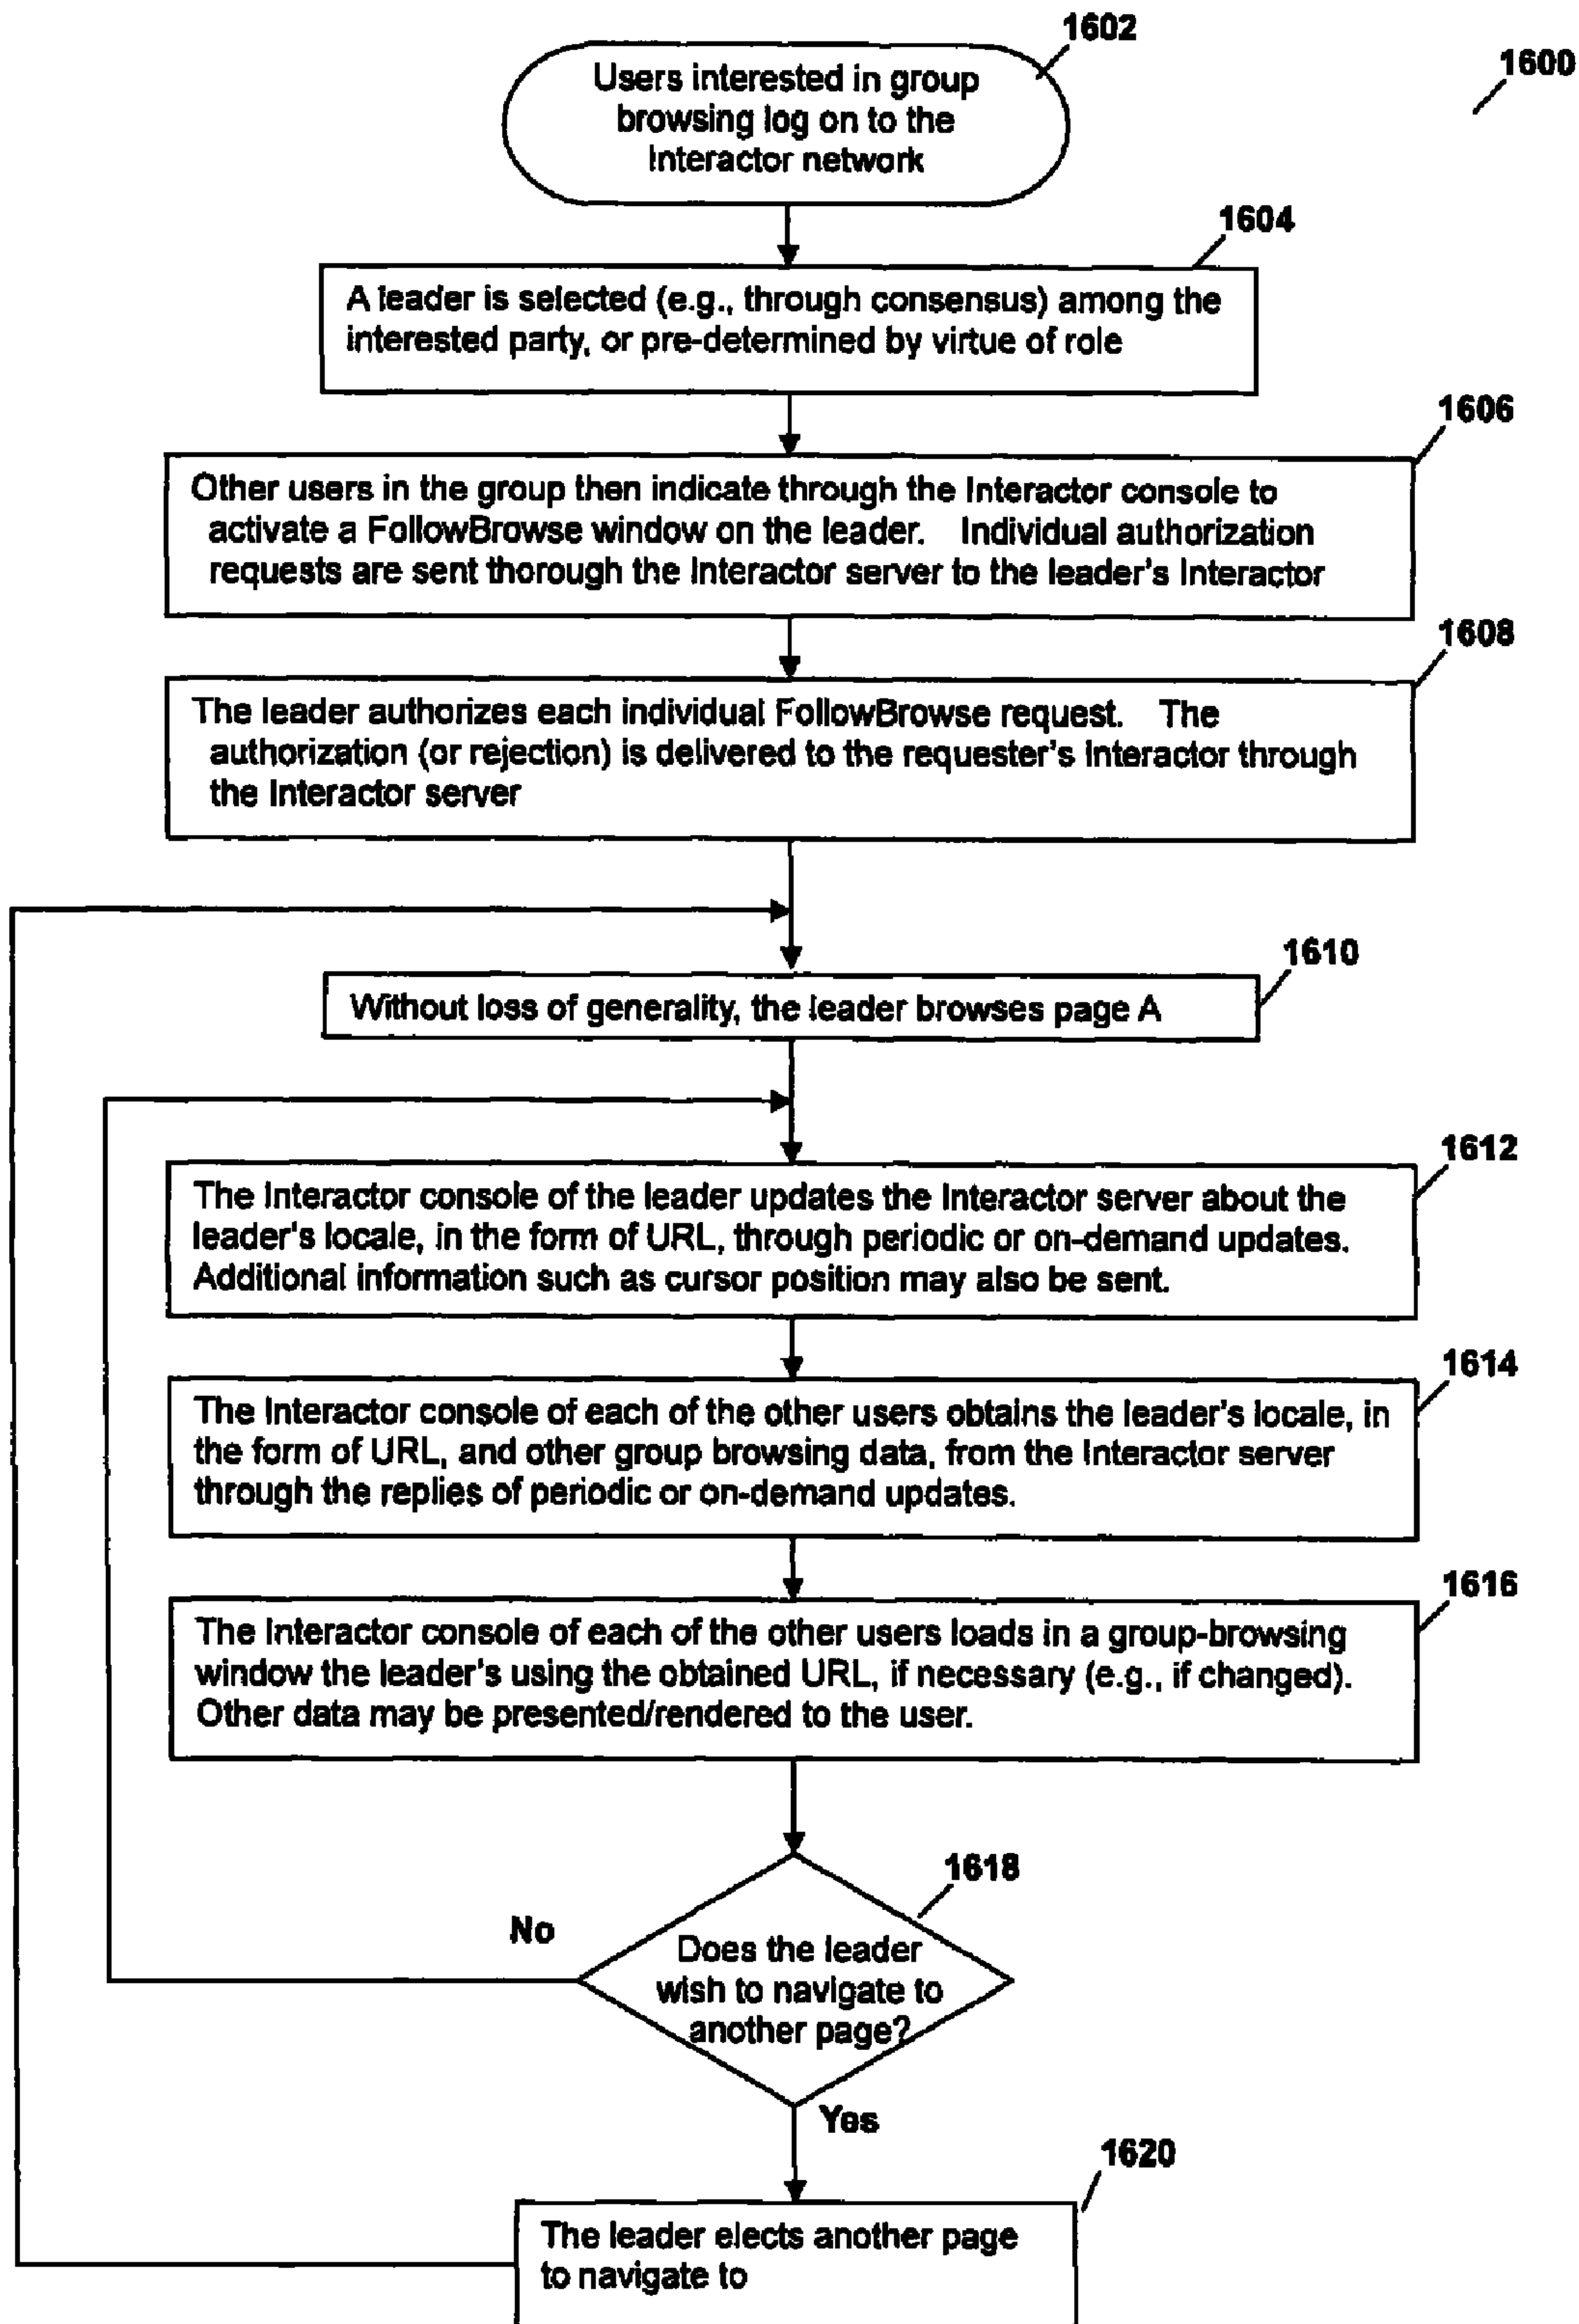 1602
1600
Users interested in group
browsing log on to the
Interactor network
1604
A leader is selected (e.g., through consensus) among the
interested party, or pre-determined by virtue of role
1606
Other users in the group then indicate through the Interactor console to
activate a FollowBrowse window on the leader. Individual authorization
requests are sent thorough the Interactor server to the leader's Interactor
1608
The leader authorizes each individual FollowBrowse request. The
authorization (or rejection) is delivered to the requester's Interactor through
the Interactor server
1610
Without loss of generality, the leader browses page A
1612
The Interactor console of the leader updates the Interactor server about the
leader's locale, in the form of URL, through periodic or on-demand updates.
Additional information such as cursor position may also be sent.
1614
The Interactor console of each of the other users obtains the leader's locale, in
the form of URL, and other group browsing data, from the Interactor server
through the replies of periodic or on-demand updates.
1616
The Interactor console of each of the other users loads in a group-browsing
window the leader's using the obtained URL, if necessary (e.g., if changed).
Other data may be presented/rendered to the user.
1618
No
Does the leader
wish to navigate to
another page?
Yes
1620
The leader elects another page
to navigate to